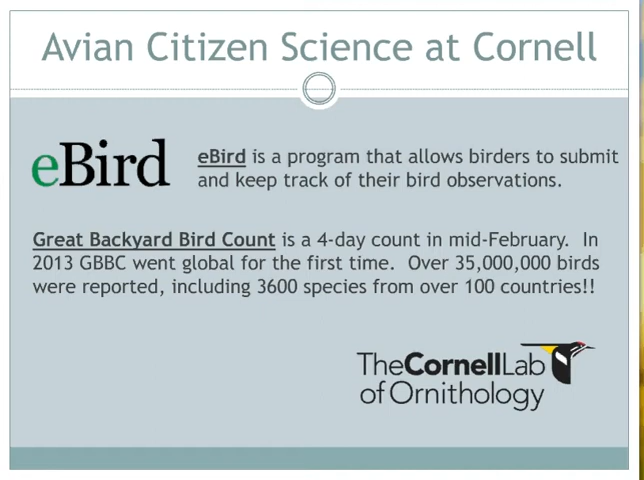 Avian Citizen Science at Cornell
eBird
eBird is a program that allows birders to submit
and keep track of their bird observations.
Great Backyard Bird Count is a 4-day count in mid-February. In
2013 GBBC went global for the first time. Over 35,000,000 birds
were reported, including 3600 species from over 100 countries!!
TheCornellLab
of Ornithology